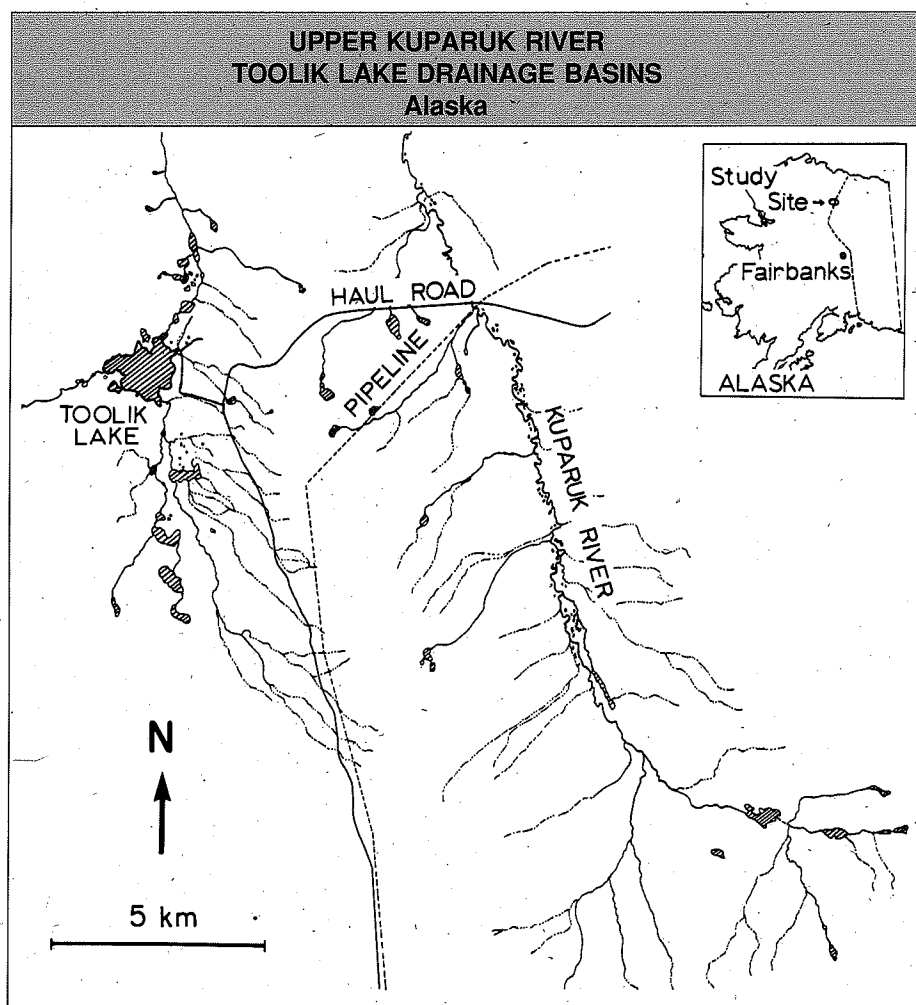 UPPER KUPARUK RIVER
TOOLIK LAKE DRAINAGE BASINS
Alaska
Study
Site
Fairbanks
ALASKA
HAUL ROAD
PIPELINE
TOOLIK
LAKE
KUPARUK RIVER
N
5 km